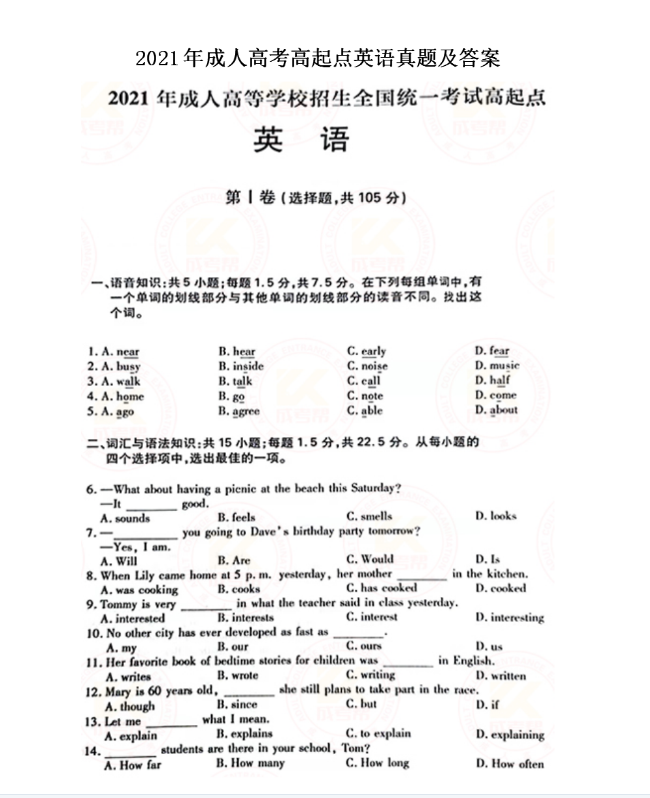 2021年成人高考高起点英语真题及答案
2021 年成人高等学校招生全国统一考试高起点
英 语
第Ⅰ卷(选择题,共 105 分)
一、语音知识:共 5 小题;每题 1.5 分,共 7.5 分。在下列每组单词中,有
一个单词的划线部分与其他单词的划线部分的读音不同。找出这
个词。
1. A. near B. hear C. early D. fear
2. A. busy B. inside C. noise D. music
3. A. walk B. talk C. call D. half
4. A. home B. go C. note D. come
5. A. ago B. agree C. able D. about
二、词汇与语法知识:共 15 小题;每题 1.5 分,共 22.5 分。从每小题的
四个选择项中,选出最佳的一项。
6. —What about having a picnic at the beach this Saturday?
—It ________ good.
A. sounds B. feels C. smells D. looks
7. —________ you going to Dave's birthday party tomorrow?
—Yes, I am.
A. Will B. Are C. Would D. Is
8. When Lily came home at 5 p. m. yesterday, her mother ________ in the kitchen.
A. was cooking B. cooks C. has cooked D. cooked
9. Tommy is very ________ in what the teacher said in class yesterday.
A. interested B. interests C. interest D. interesting
10. No other city has ever developed as fast as ________.
A. my B. our C. ours D. us
11. Her favorite book of bedtime stories for children was ________ in English.
A. writes B. wrote C. writing D. written
12. Mary is 60 years old, ________ she still plans to take part in the race.
A. though B. since C. but D. if
13. Let me ________ what I mean.
A. explain B. explains C. to explain D. explaining
14. ________ students are there in your school, Tom?
A. How far B. How many C. How long D. How often